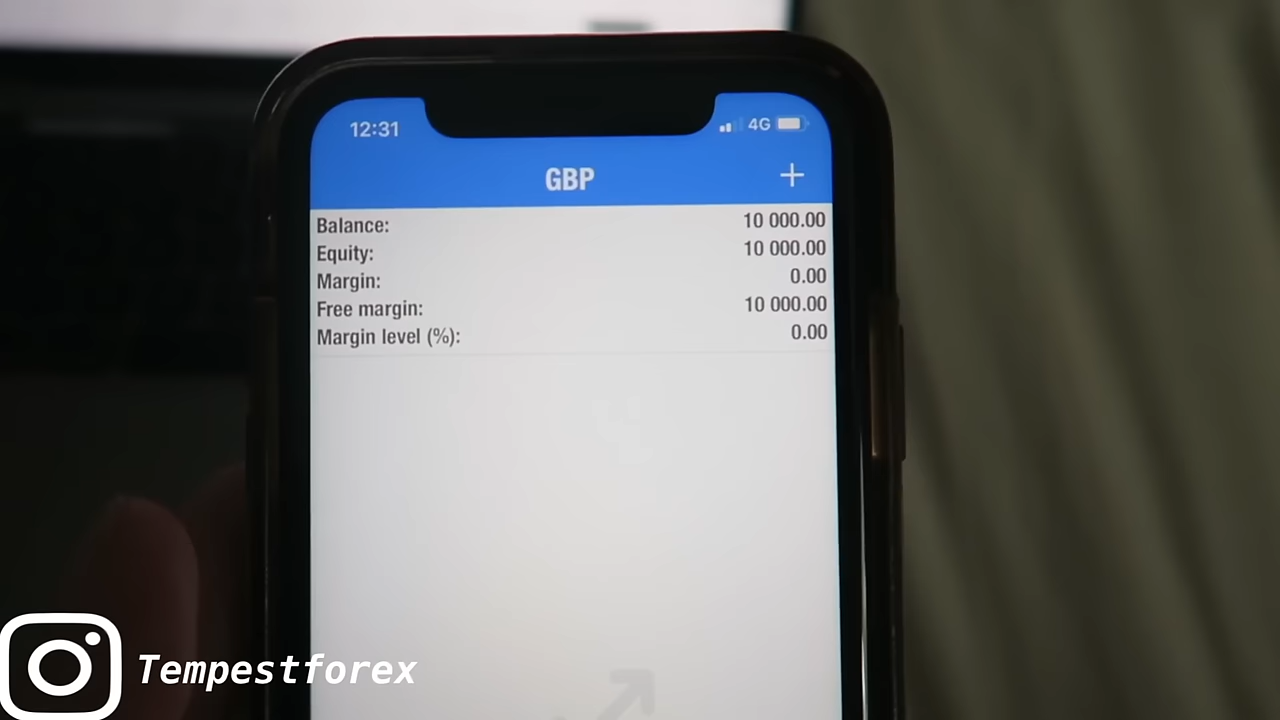 12:31 4G
GBP +
Balance: 10 000.00
Equity: 10 000.00
Margin: 0.00
Free margin: 10 000.00
Margin level (%): 0.00
Tempestforex